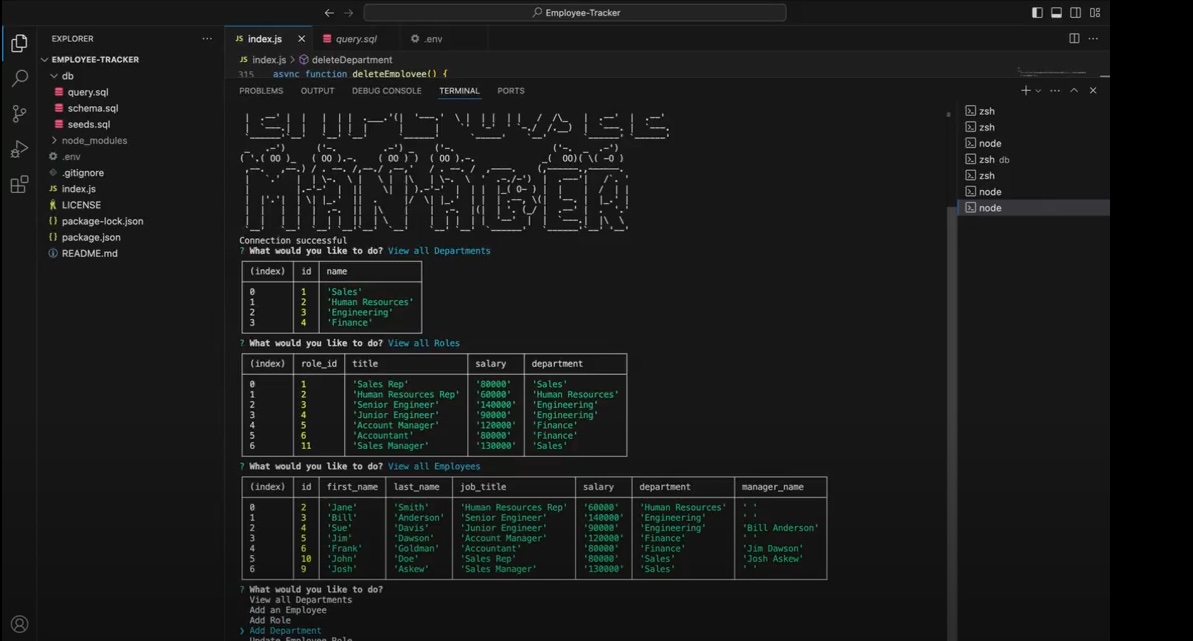 Employee-Tracker
EXPLORER
EMPLOYEE-TRACKER
db
query.sql
schema.sql
seeds.sql
node_modules
.env
.gitignore
JS index.js
LICENSE
{} package-lock.json
{} package.json
README.md
JS index.js
query.sql
.env
JS index.js > deleteDepartment
315 async function deleteEmployee() {
PROBLEMS OUTPUT DEBUG CONSOLE TERMINAL PORTS
Connection successful
? What would you like to do? View all Departments
(index) id name
0 1 'Sales'
1 2 'Human Resources'
2 3 'Engineering'
3 4 'Finance'
? What would you like to do? View all Roles
(index) role_id title salary department
0 1 'Sales Rep' '80000' 'Sales'
1 2 'Human Resources Rep' '60000' 'Human Resources'
2 3 'Senior Engineer' '140000' 'Engineering'
3 4 'Junior Engineer' '90000' 'Engineering'
4 5 'Account Manager' '120000' 'Finance'
5 6 'Accountant' '80000' 'Finance'
6 11 'Sales Manager' '130000' 'Sales'
? What would you like to do? View all Employees
(index) id first_name last_name job_title salary department manager_name
0 2 'Jane' 'Smith' 'Human Resources Rep' '60000' 'Human Resources' ' '
1 3 'Bill' 'Anderson' 'Senior Engineer' '140000' 'Engineering' ' '
2 4 'Sue' 'Davis' 'Junior Engineer' '90000' 'Engineering' 'Bill Anderson'
3 5 'Jim' 'Dawson' 'Account Manager' '120000' 'Finance' ' '
4 6 'Frank' 'Goldman' 'Accountant' '80000' 'Finance' 'Jim Dawson'
5 10 'John' 'Doe' 'Sales Rep' '80000' 'Sales' 'Josh Askew'
6 9 'Josh' 'Askew' 'Sales Manager' '130000' 'Sales' ' '
? What would you like to do?
View all Departments
Add an Employee
Add Role
❯ Add Department
Update Employee Role
zsh
zsh
node
zsh db
zsh
node
node